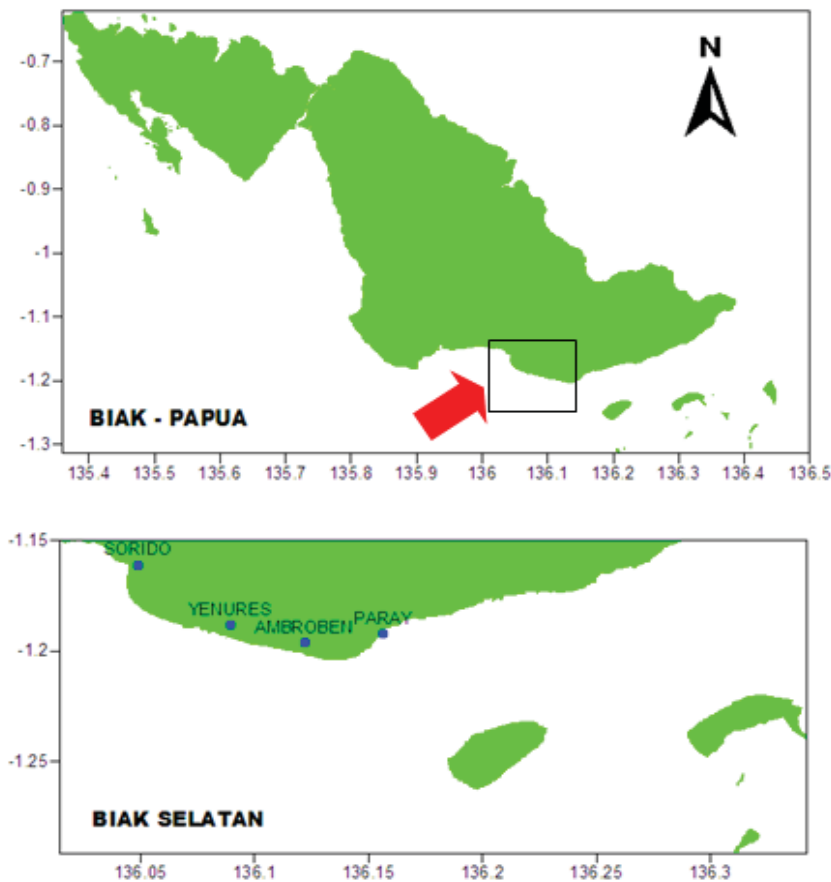 N
-0.7
-0.8
-0.9
-1
-1.1
-1.2
-1.3
BIAK - PAPUA
135.4 135.5 135.6 135.7 135.8 135.9 136 136.1 136.2 136.3 136.4 136.5
-1.15
SORIDO
YENURES
AMBROBEN
PARAY
-1.2
-1.25
BIAK SELATAN
136.05 136.1 136.15 136.2 136.25 136.3